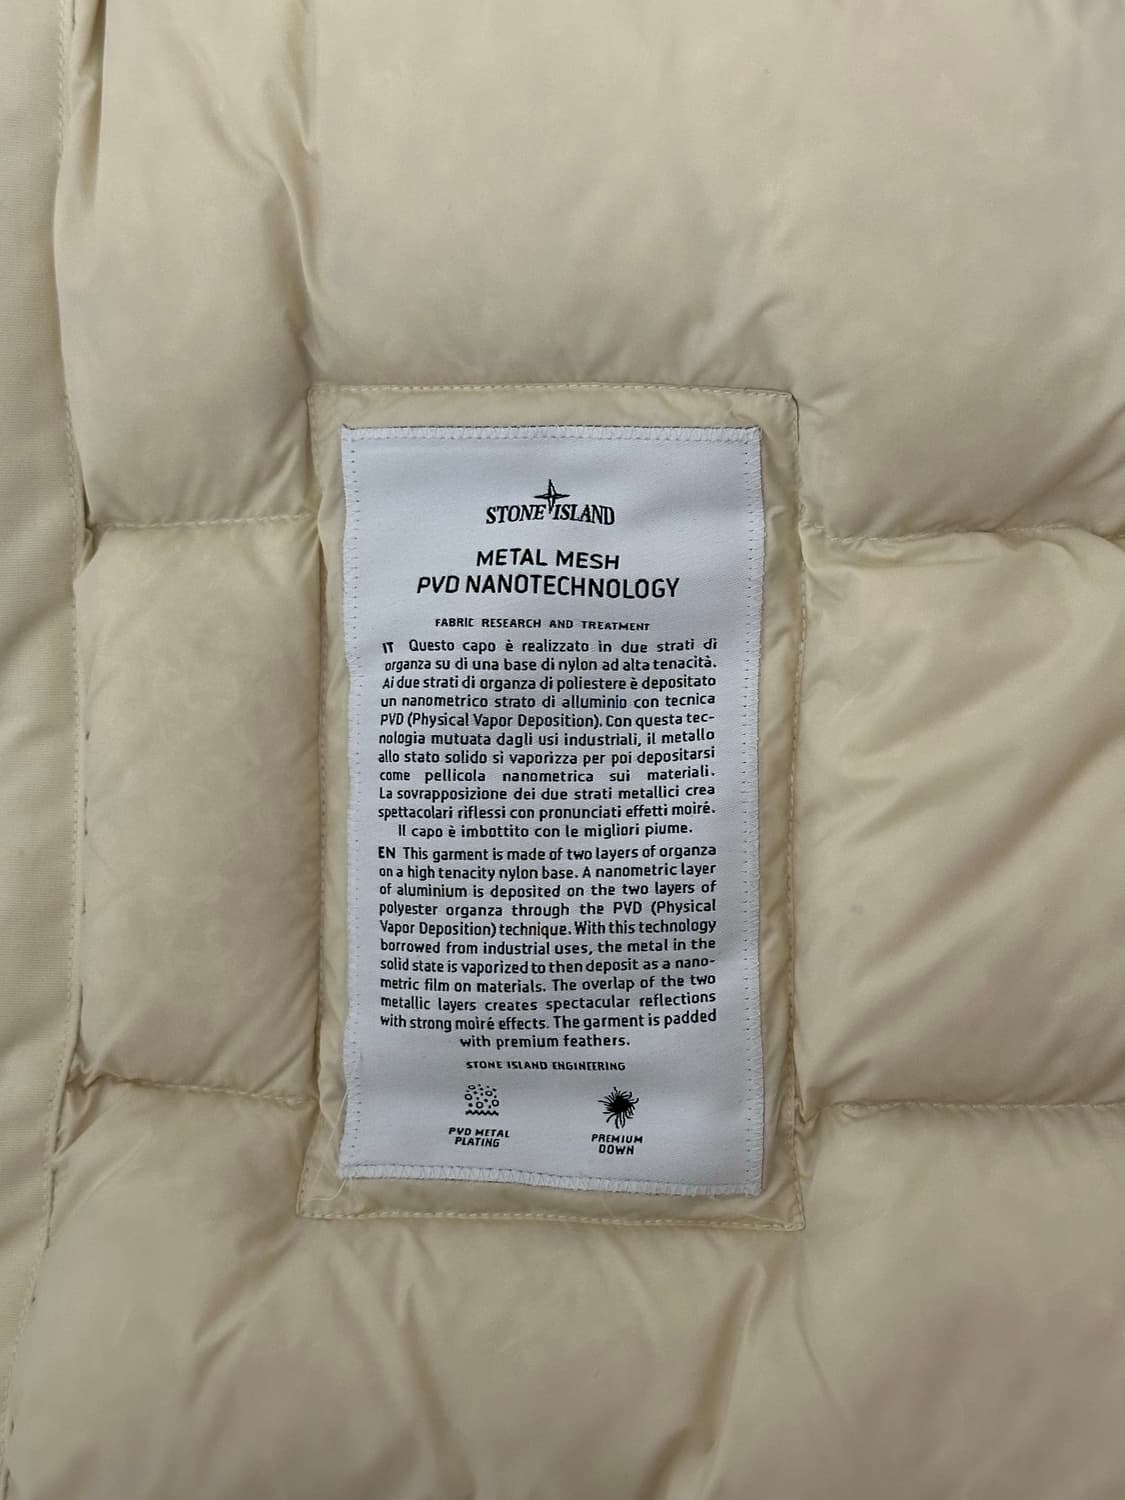 STONE ISLAND
METAL MESH
PVD NANOTECHNOLOGY
FABRIC RESEARCH AND TREATMENT
IT Questo capo è realizzato in due strati di
organza su di una base di nylon ad alta tenacità.
Ai due strati di organza di poliestere è depositato
un nanometrico strato di alluminio con tecnica
PVD (Physical Vapor Deposition). Con questa tec-
nologia mutuata dagli usi industriali, il metallo
allo stato solido si vaporizza per poi depositarsi
come pellicola nanometrica sui materiali.
La sovrapposizione dei due strati metallici crea
spettacolari riflessi con pronunciati effetti moiré.
Il capo è imbottito con le migliori piume.
EN This garment is made of two layers of organza
on a high tenacity nylon base. A nanometric layer
of aluminium is deposited on the two layers of
polyester organza through the PVD (Physical
Vapor Deposition) technique. With this technology
borrowed from industrial uses, the metal in the
solid state is vaporized to then deposit as a nano-
metric film on materials. The overlap of the two
metallic layers creates spectacular reflections
with strong moiré effects. The garment is padded
with premium feathers.
STONE ISLAND ENGINEERING
PVD METAL
PLATING
PREMIUM
DOWN